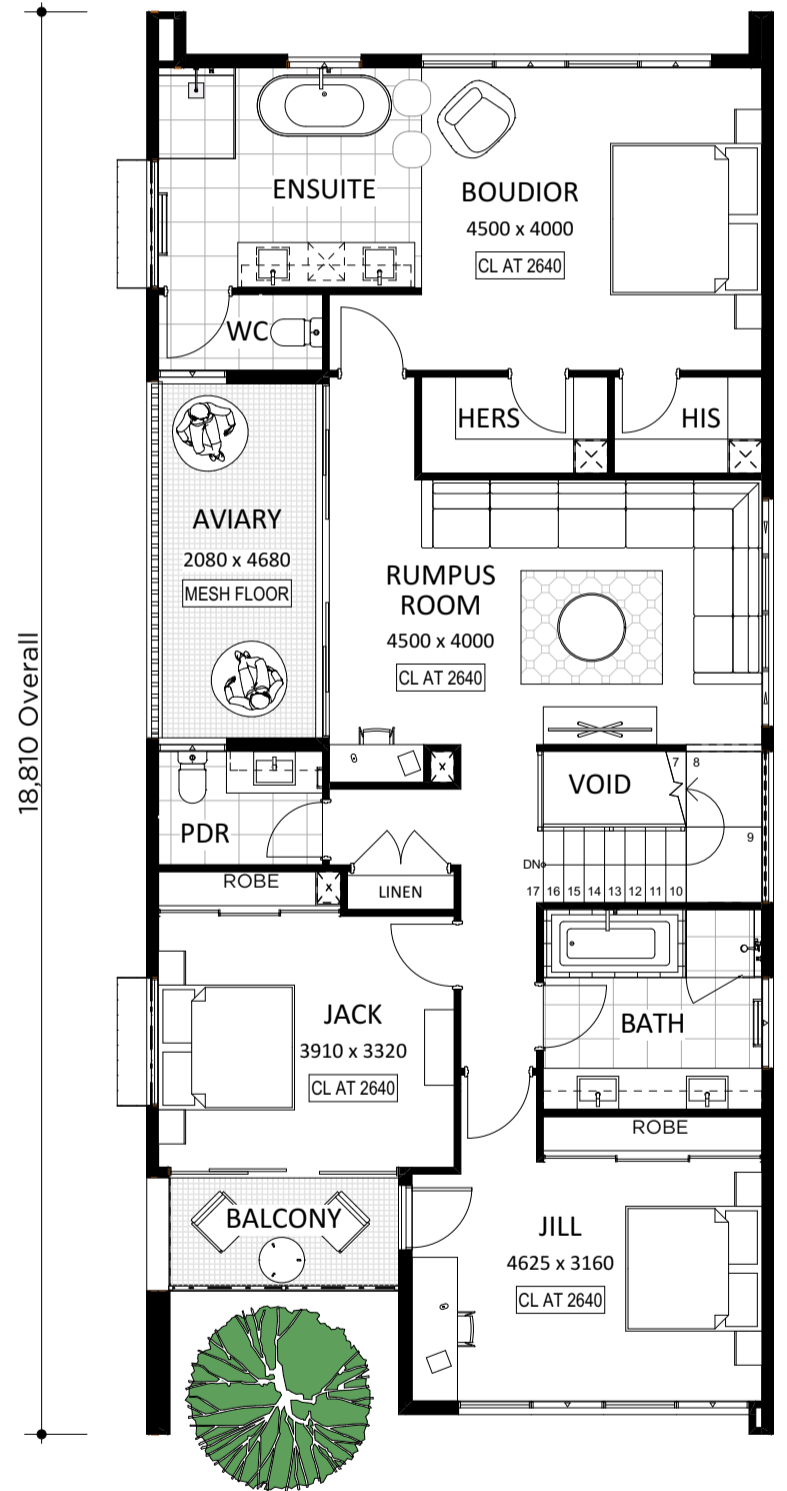 18,810 Overall
ENSUITE
BOUDIOR
4500 x 4000
CL AT 2640
WC
HERS
HIS
AVIARY
2080 x 4680
MESH FLOOR
RUMPUS
ROOM
4500 x 4000
CL AT 2640
VOID
7
8
9
PDR
DN
17 16 15 14 13 12 11 10
ROBE
LINEN
JACK
3910 x 3320
CL AT 2640
BATH
ROBE
BALCONY
JILL
4625 x 3160
CL AT 2640